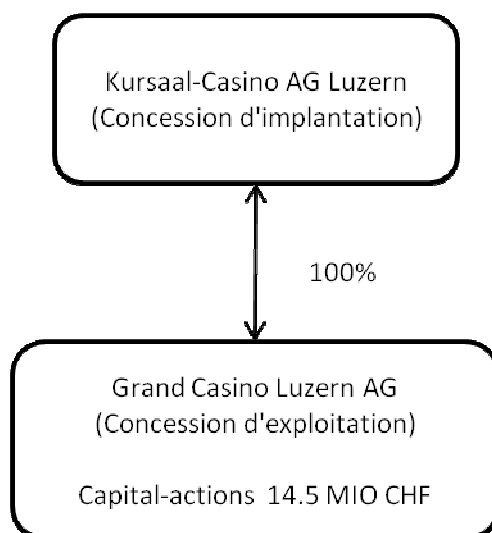 Kursaal-Casino AG Luzern
(Concession d'implantation)
100%
Grand Casino Luzern AG
(Concession d'exploitation)
Capital-actions 14.5 MIO CHF